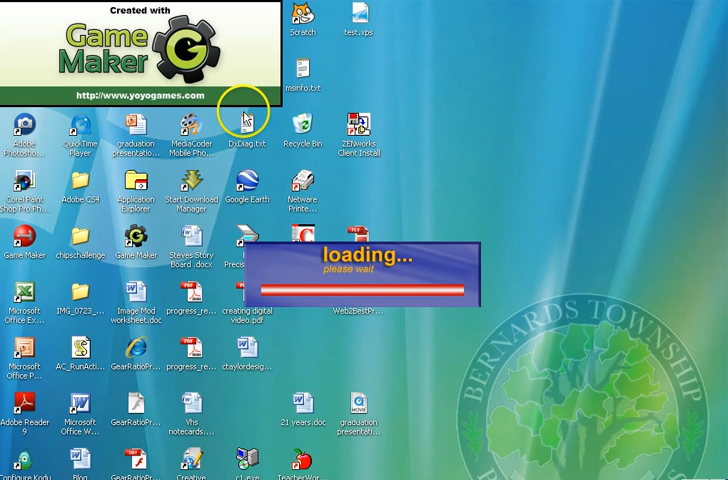 Created with
Game
Maker
http://www.yoyogames.com
Scratch
test.xps
msinfo.txt
Adobe
Photosho...
QuickTime
Player
graduation
presentatio...
MediaCoder
Mobile Pho...
DxDiag.txt
Recycle Bin
ZENworks
Client Install
Corel Paint
Shop Pro Ph...
Adobe CS4
Application
Explorer
Start Download
Manager
Google Earth
Netware
Printe...
Game Maker
chipschallenge
Game Maker
Steves Story
Board .docx
Precisi
loading...
please wait
Microsoft
Office Ex...
IMG_0723_...
Image Mod
worksheet.doc
progress_re...
creating digital
video.pdf
Web2BestPr...
Microsoft
Office P...
AC_RunActi...
GearRatioPr...
progress_re...
ctaylordesig...
Adobe Reader
9
Microsoft
Office W...
GearRatioPr...
Vhs
notecards....
21 years.doc
graduation
presentati...
Configure Kodu
Blog
GearRatioPr...
Creative
c1.exe
TeacherWor...
BERNARDS TOWNSHIP